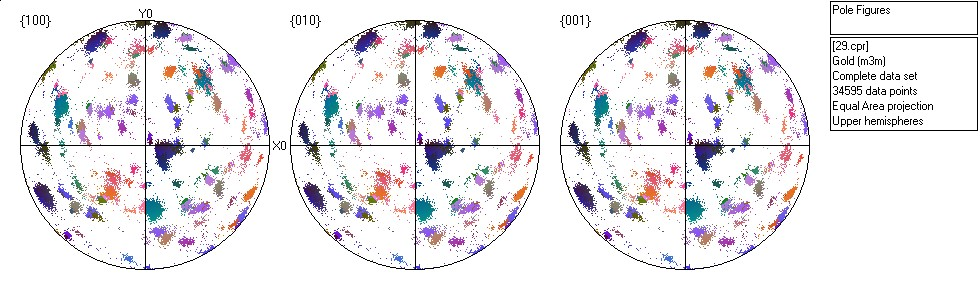 {100}
Y0
X0
{010}
{001}
Pole Figures
[29.cpr]
Gold (m3m)
Complete data set
34595 data points
Equal Area projection
Upper hemispheres